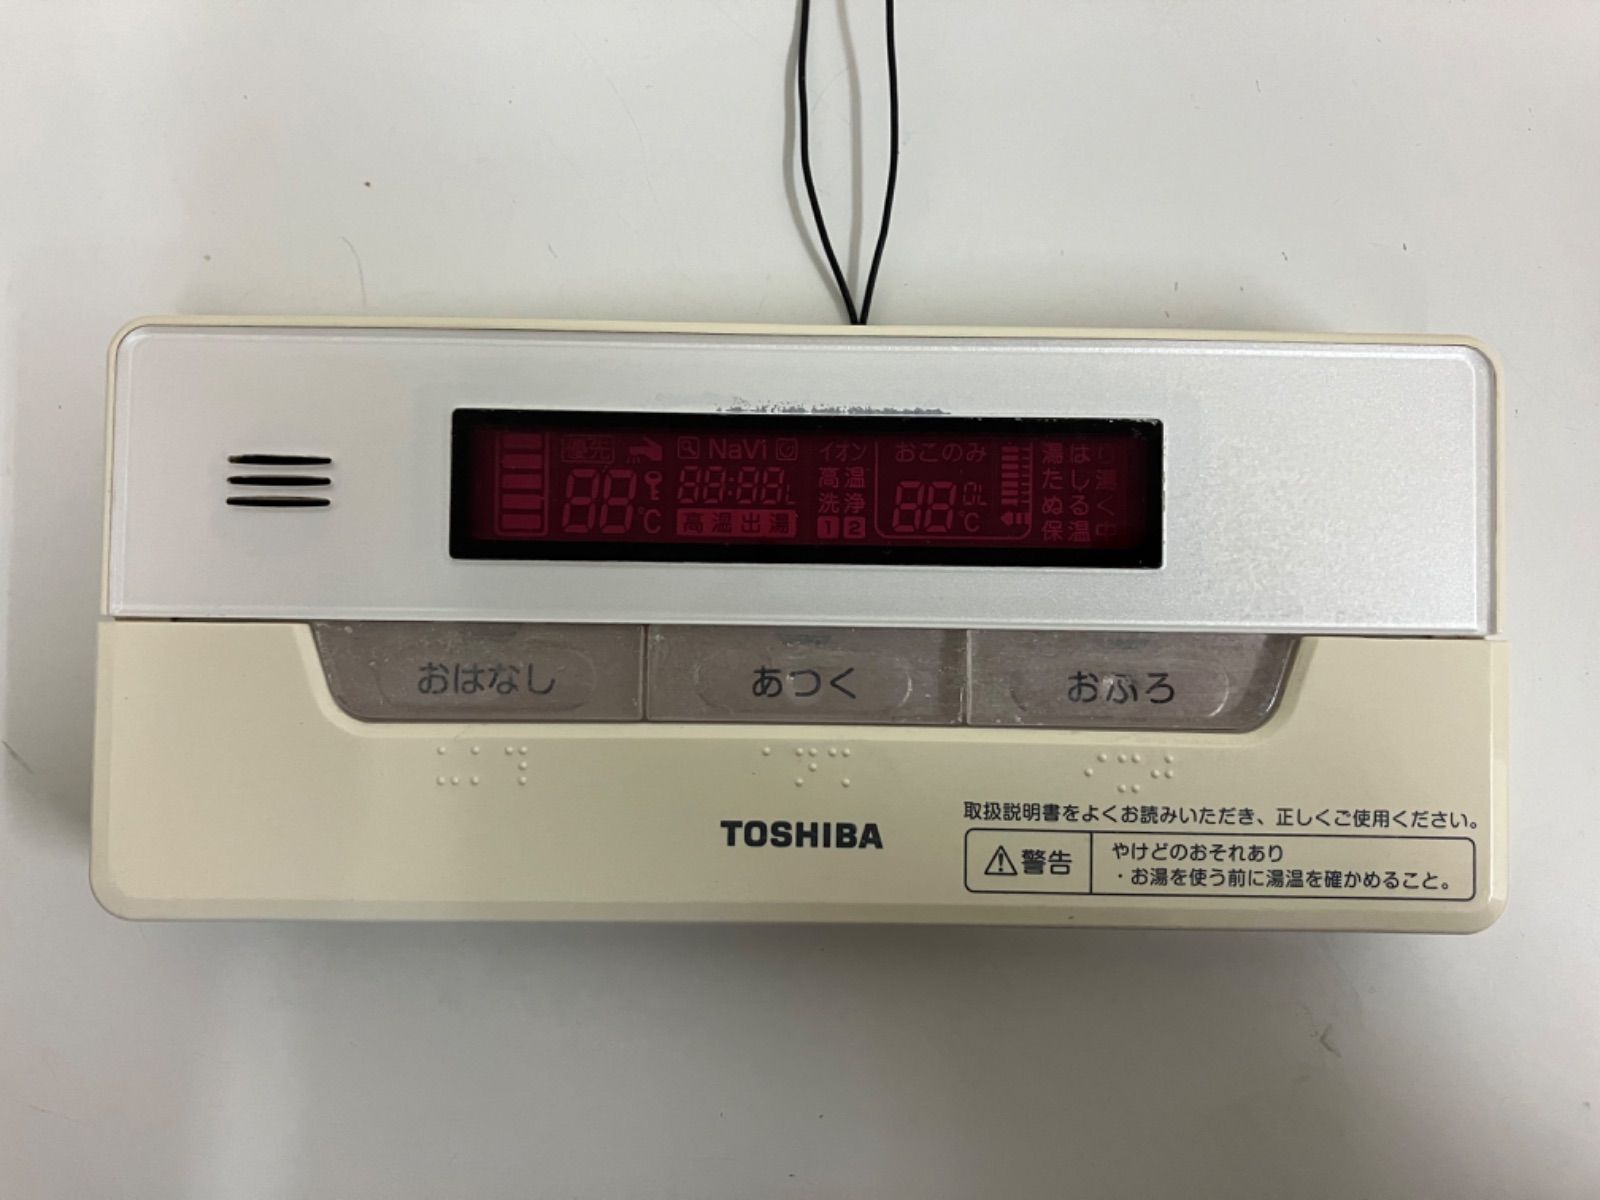 優先 NaVi イオン おこのみ 湯はり
88 88:88L 高温 88 0L たし湯
℃ 高温出湯 洗浄 ℃ ぬるく
1 2 保温中
おはなし あつく おふろ
TOSHIBA
取扱説明書をよくお読みいただき、正しくご使用ください。
警告 やけどのおそれあり
・お湯を使う前に湯温を確かめること。